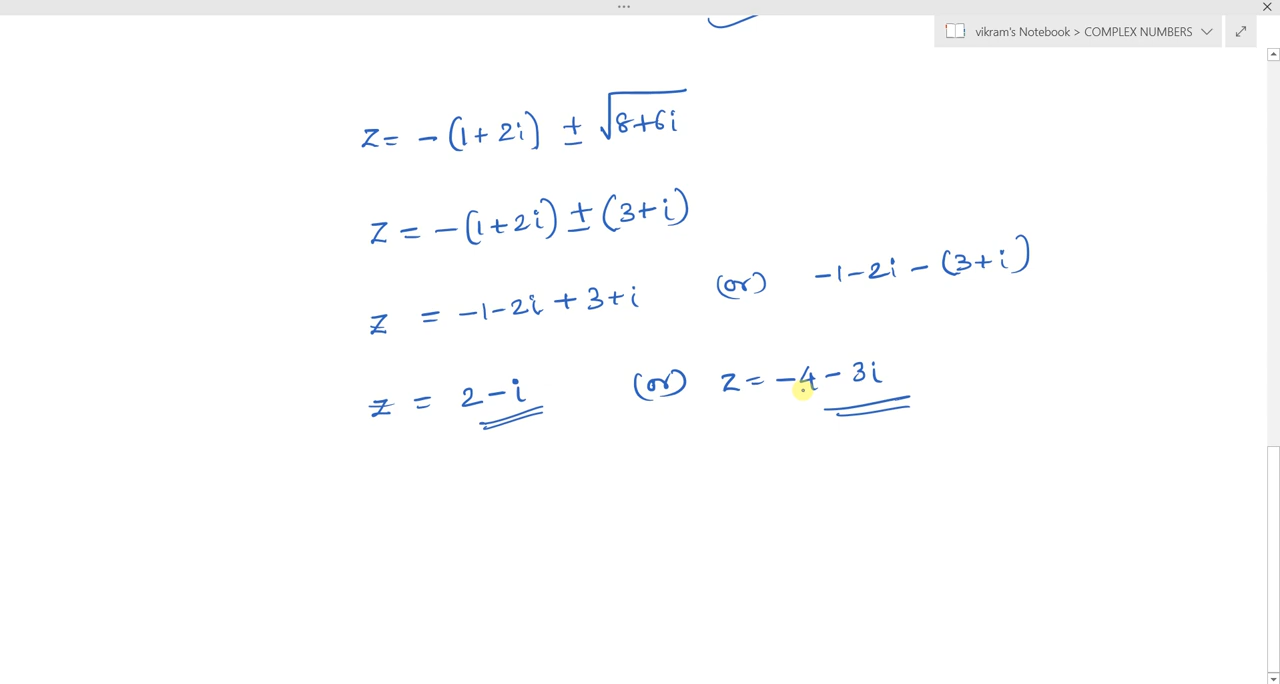 vikram's Notebook > COMPLEX NUMBERS
z = -(1+2i) ± √8+6i
z = -(1+2i) ± (3+i)
z = -1-2i+3+i (or) -1-2i-(3+i)
z = 2-i (or) z = -4-3i